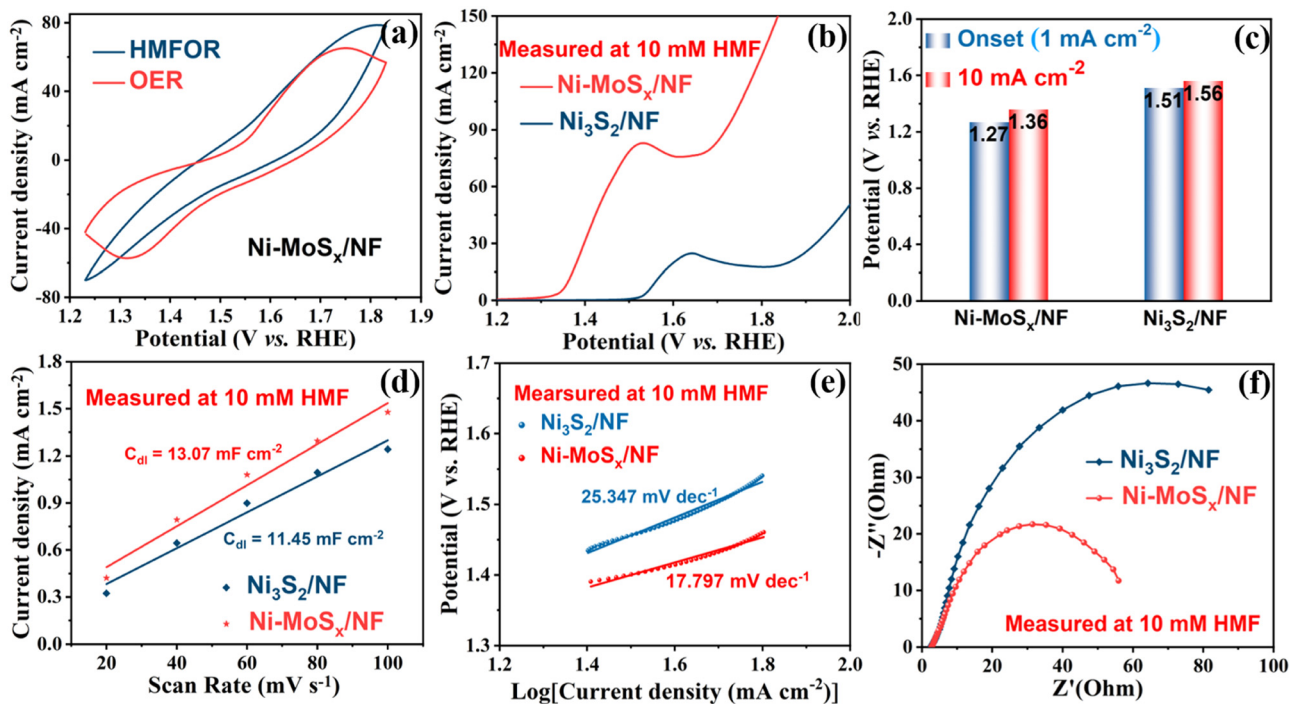 (a)
HMFOR
OER
Ni-MoSₓ/NF
Current density (mA cm⁻²)
80
40
0
-40
-80
1.2 1.3 1.4 1.5 1.6 1.7 1.8 1.9
Potential (V vs. RHE)
(b)
Measured at 10 mM HMF
Ni-MoSₓ/NF
Ni₃S₂/NF
Current density (mA cm⁻²)
150
120
90
60
30
0
1.2 1.4 1.6 1.8 2.0
Potential (V vs. RHE)
(c)
Onset (1 mA cm⁻²)
10 mA cm⁻²
Potential (V vs. RHE)
2.0
1.6
1.2
0.8
0.4
0.0
1.27
1.36
1.51
1.56
Ni-MoSₓ/NF
Ni₃S₂/NF
(d)
Measured at 10 mM HMF
C_dl = 13.07 mF cm⁻²
C_dl = 11.45 mF cm⁻²
Ni₃S₂/NF
Ni-MoSₓ/NF
Current density (mA cm⁻²)
1.8
1.5
1.2
0.9
0.6
0.3
0.0
20 40 60 80 100
Scan Rate (mV s⁻¹)
(e)
Mearsured at 10 mM HMF
Ni₃S₂/NF
Ni-MoSₓ/NF
25.347 mV dec⁻¹
17.797 mV dec⁻¹
Potential (V vs. RHE)
1.7
1.6
1.5
1.4
1.3
1.2 1.4 1.6 1.8 2.0
Log[Current density (mA cm⁻²)]
(f)
Ni₃S₂/NF
Ni-MoSₓ/NF
Measured at 10 mM HMF
-Z''(Ohm)
50
40
30
20
10
0
0 20 40 60 80 100
Z'(Ohm)